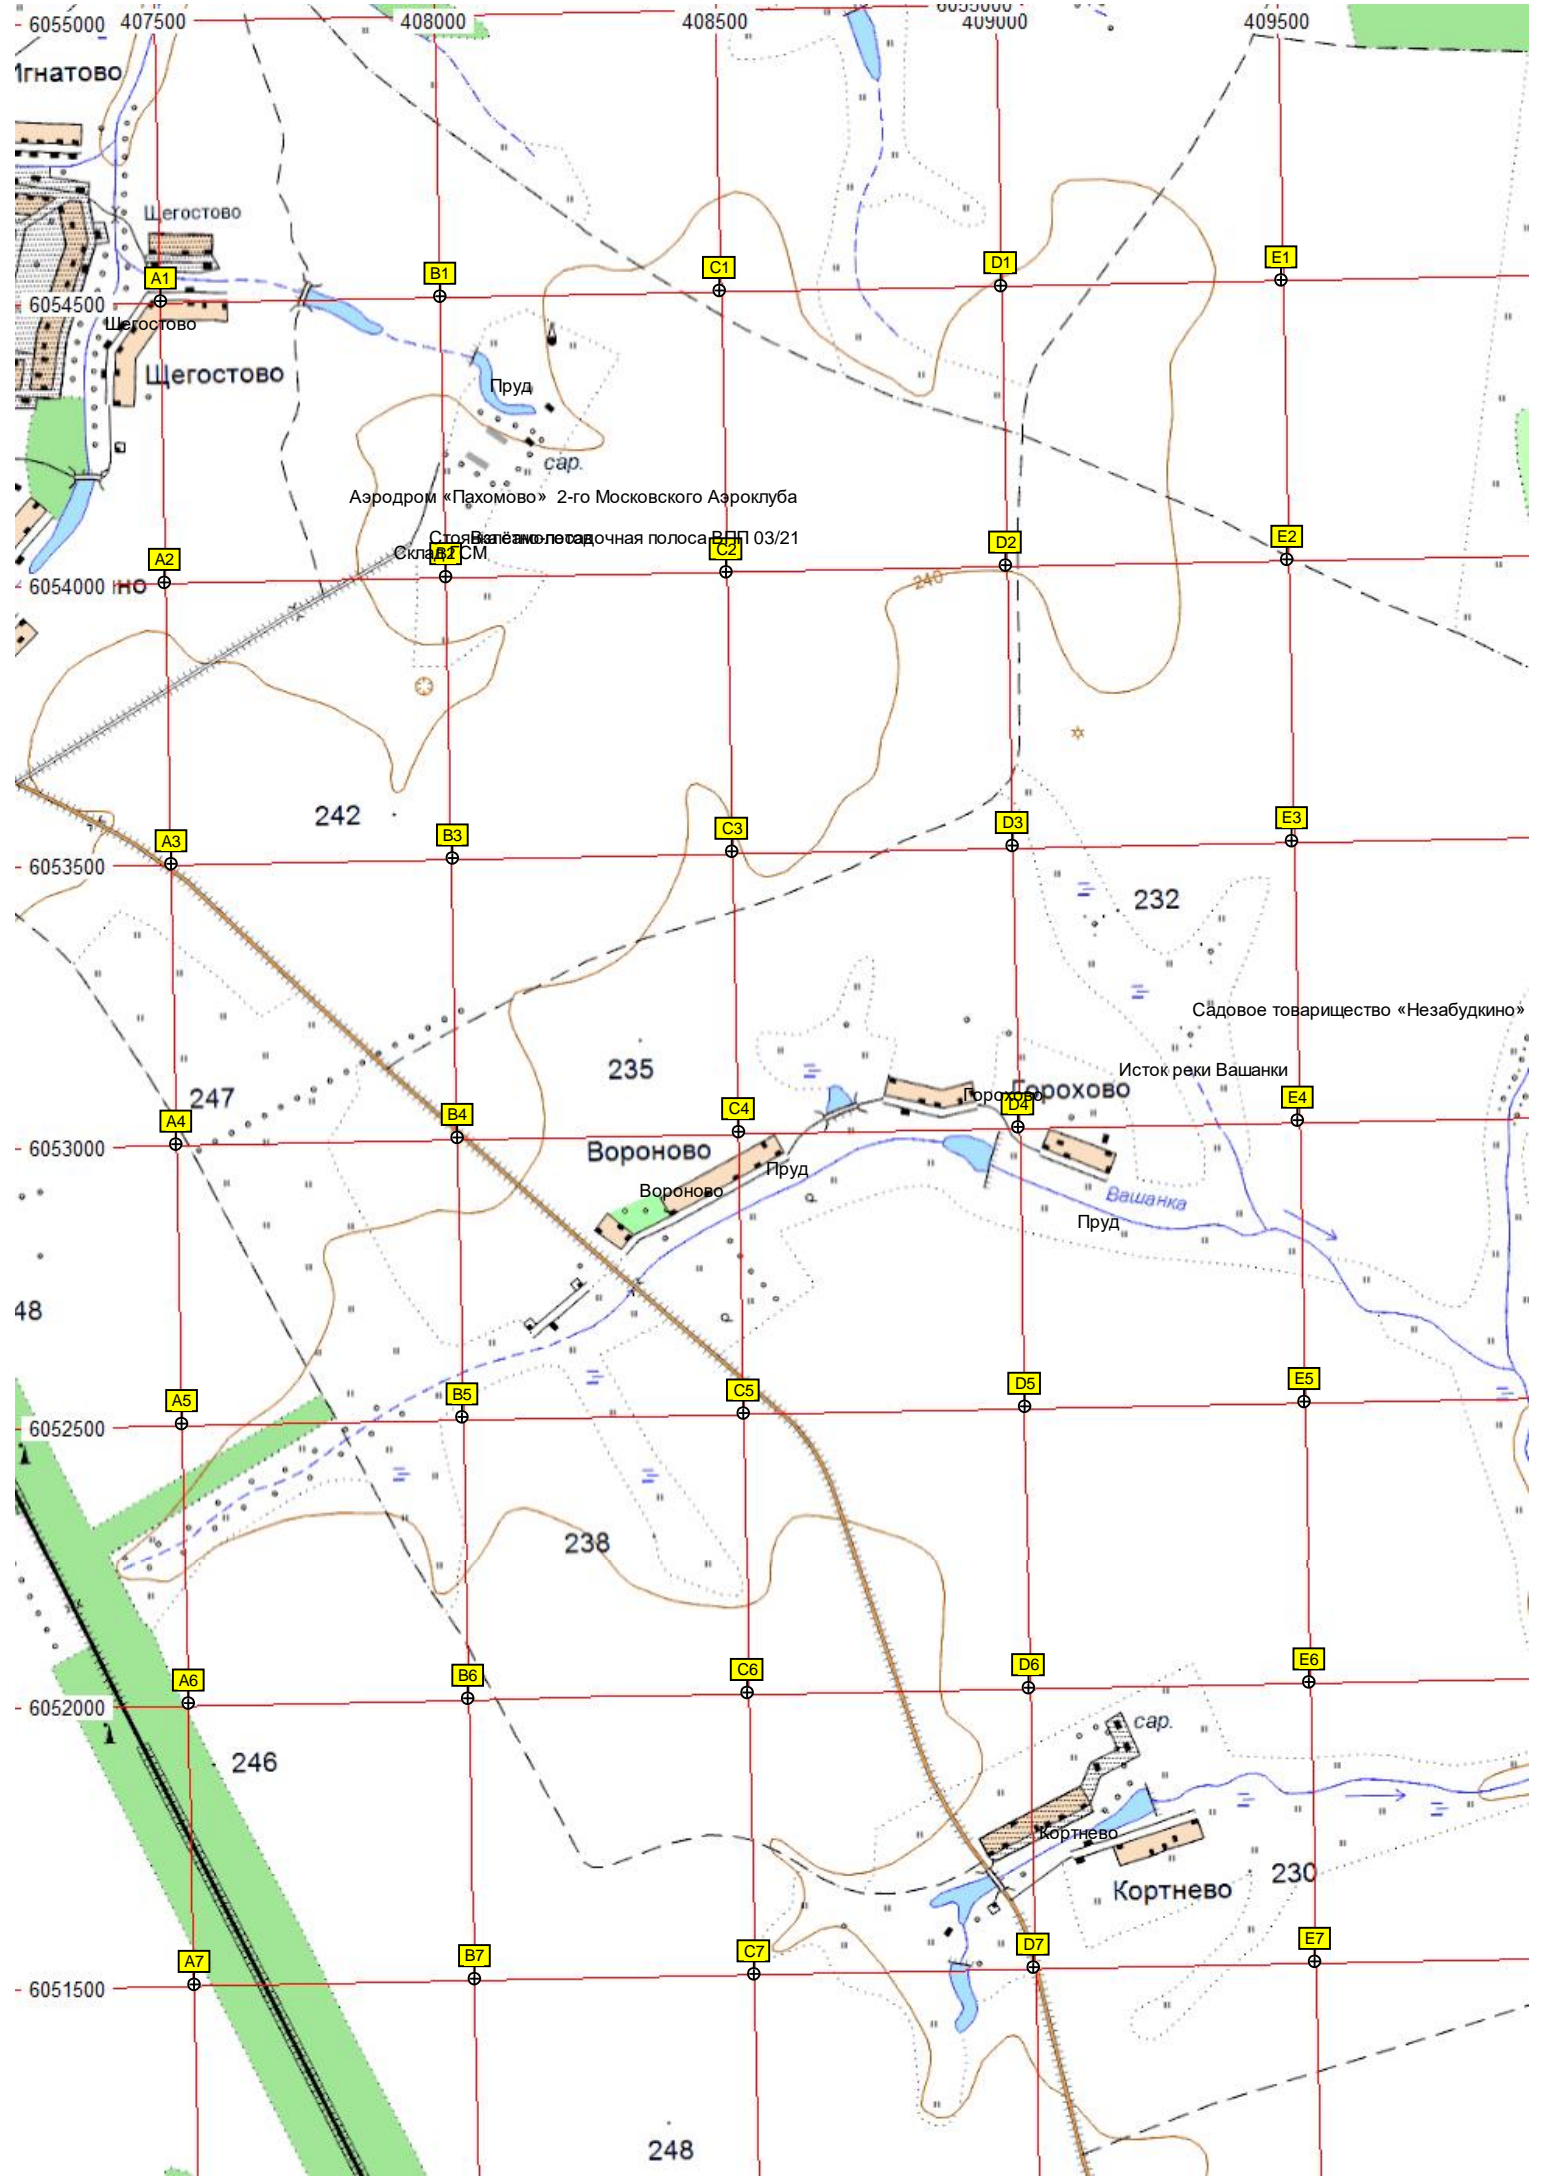 6055000
407500
408000
408500
409000
409500
Щегостово
A1
B1
C1
D1
E1
6054500
Щегостово
Щегостово
Пруд
сар.
Аэродром «Пахомово» 2-го Московского Аэроклуба
полоса ВПП 03/21
A2
B2
C2
D2
E2
6054000
но
240
242
A3
B3
C3
D3
E3
6053500
232
Садовое товарищество «Незабудкино»
235
Исток реки Вашанки
247
Горохово
Горохово
A4
B4
C4
D4
E4
6053000
Вороново
Пруд
Вороново
Вашанка
Пруд
48
A5
B5
C5
D5
E5
6052500
238
A6
B6
C6
D6
E6
6052000
сар.
246
Кортнево
230
Кортнево
A7
B7
C7
D7
E7
6051500
248